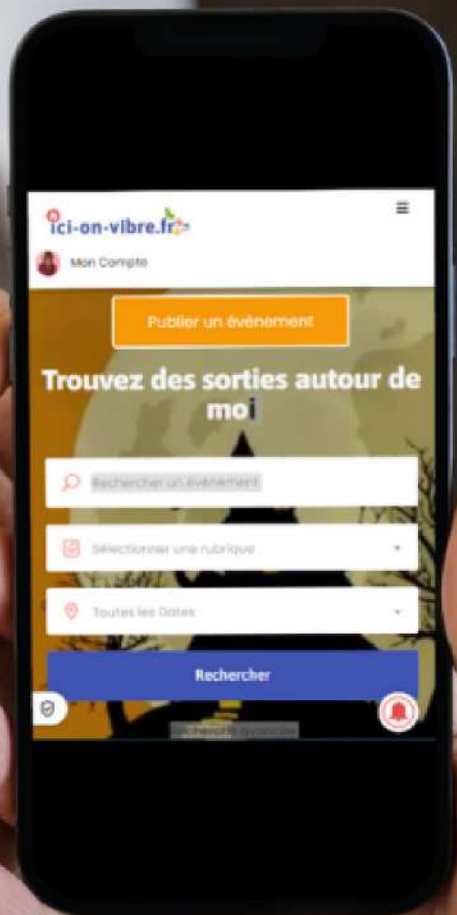 ici-on-vibre.fr
Mon Compte
Publier un évènement
Trouvez des sorties autour de
moi
Rechercher un évènement
Sélectionner une rubrique
Toutes les Dates
Rechercher